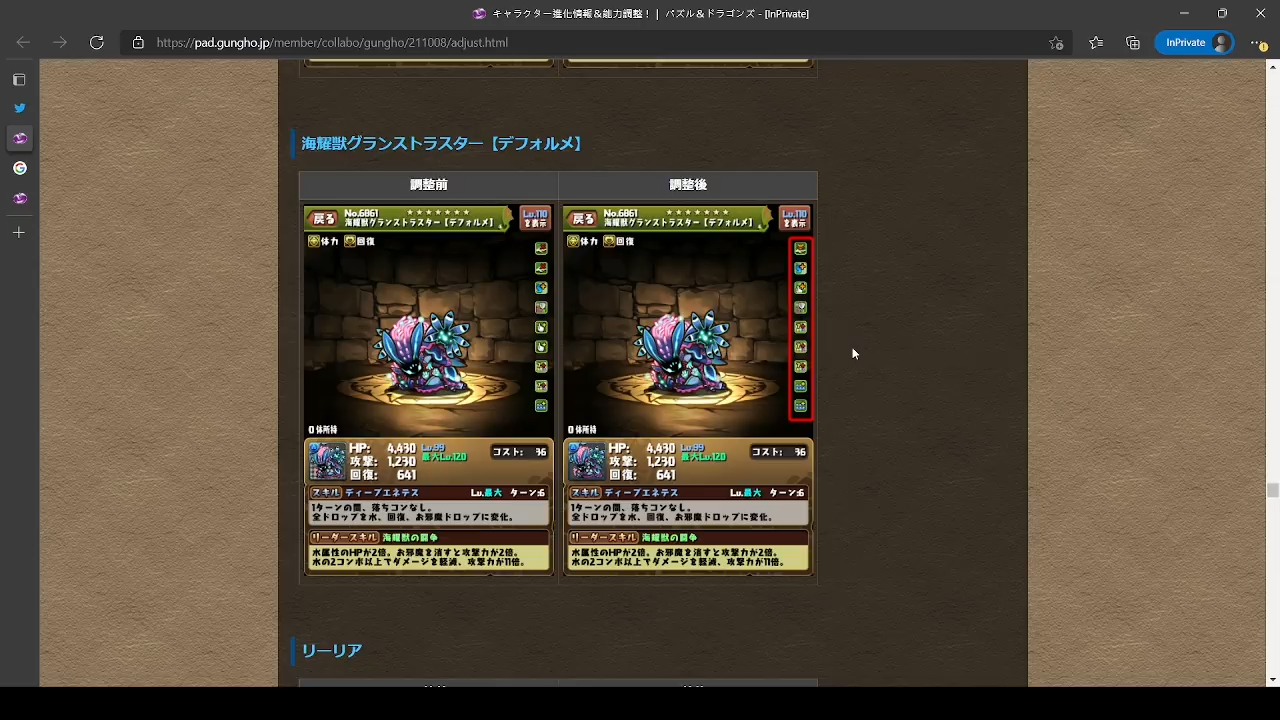 キャラクター進化情報＆能力調整！ | パズル＆ドラゴンズ - [InPrivate]
https://pad.gungho.jp/member/collabo/gungho/211008/adjust.html
InPrivate
海耀獣グランストラスター【デフォルメ】
調整前
調整後
戻る
No.6861 ★★★★★★★
海耀獣グランストラスター【デフォルメ】
Lv.110
を表示
体力 回復
0体所持
HP: 4,430 Lv.99
攻撃: 1,230 最大Lv.120
回復: 641
コスト: 36
スキル ディープエネテス Lv.最大 ターン:6
1ターンの間、落ちコンなし。
全ドロップを水、回復、お邪魔ドロップに変化。
リーダースキル 海耀獣の闘争
水属性のHPが2倍。お邪魔を消すと攻撃力が2倍。
水の2コンボ以上でダメージを軽減、攻撃力が11倍。
戻る
No.6861 ★★★★★★★
海耀獣グランストラスター【デフォルメ】
Lv.110
を表示
体力 回復
0体所持
HP: 4,430 Lv.99
攻撃: 1,230 最大Lv.120
回復: 641
コスト: 36
スキル ディープエネテス Lv.最大 ターン:6
1ターンの間、落ちコンなし。
全ドロップを水、回復、お邪魔ドロップに変化。
リーダースキル 海耀獣の闘争
水属性のHPが2倍。お邪魔を消すと攻撃力が2倍。
水の2コンボ以上でダメージを軽減、攻撃力が11倍。
リーリア